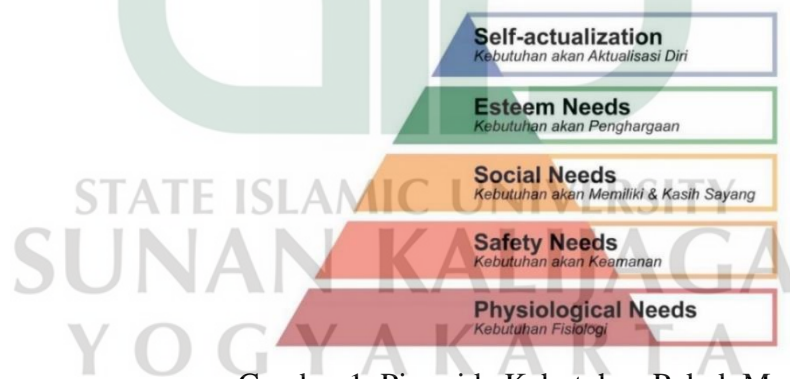 Self-actualization
Kebutuhan akan Aktualisasi Diri
Esteem Needs
Kebutuhan akan Penghargaan
Social Needs
Kebutuhan akan Memiliki & Kasih Sayang
STATE ISLAMIC UNIVERSITY
Safety Needs
Kebutuhan akan Keamanan
SUNAN KALIJAGA
Physiological Needs
Kebutuhan Fisiologi
YOGYAKARTA